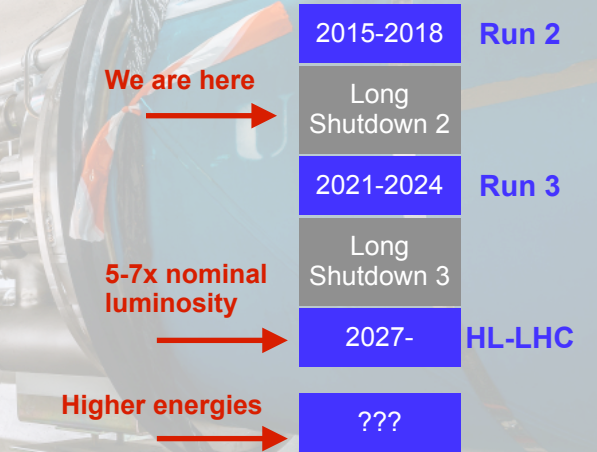 2015-2018 Run 2
We are here
Long
Shutdown 2
2021-2024 Run 3
Long
Shutdown 3
5-7x nominal
luminosity
2027- HL-LHC
Higher energies
???